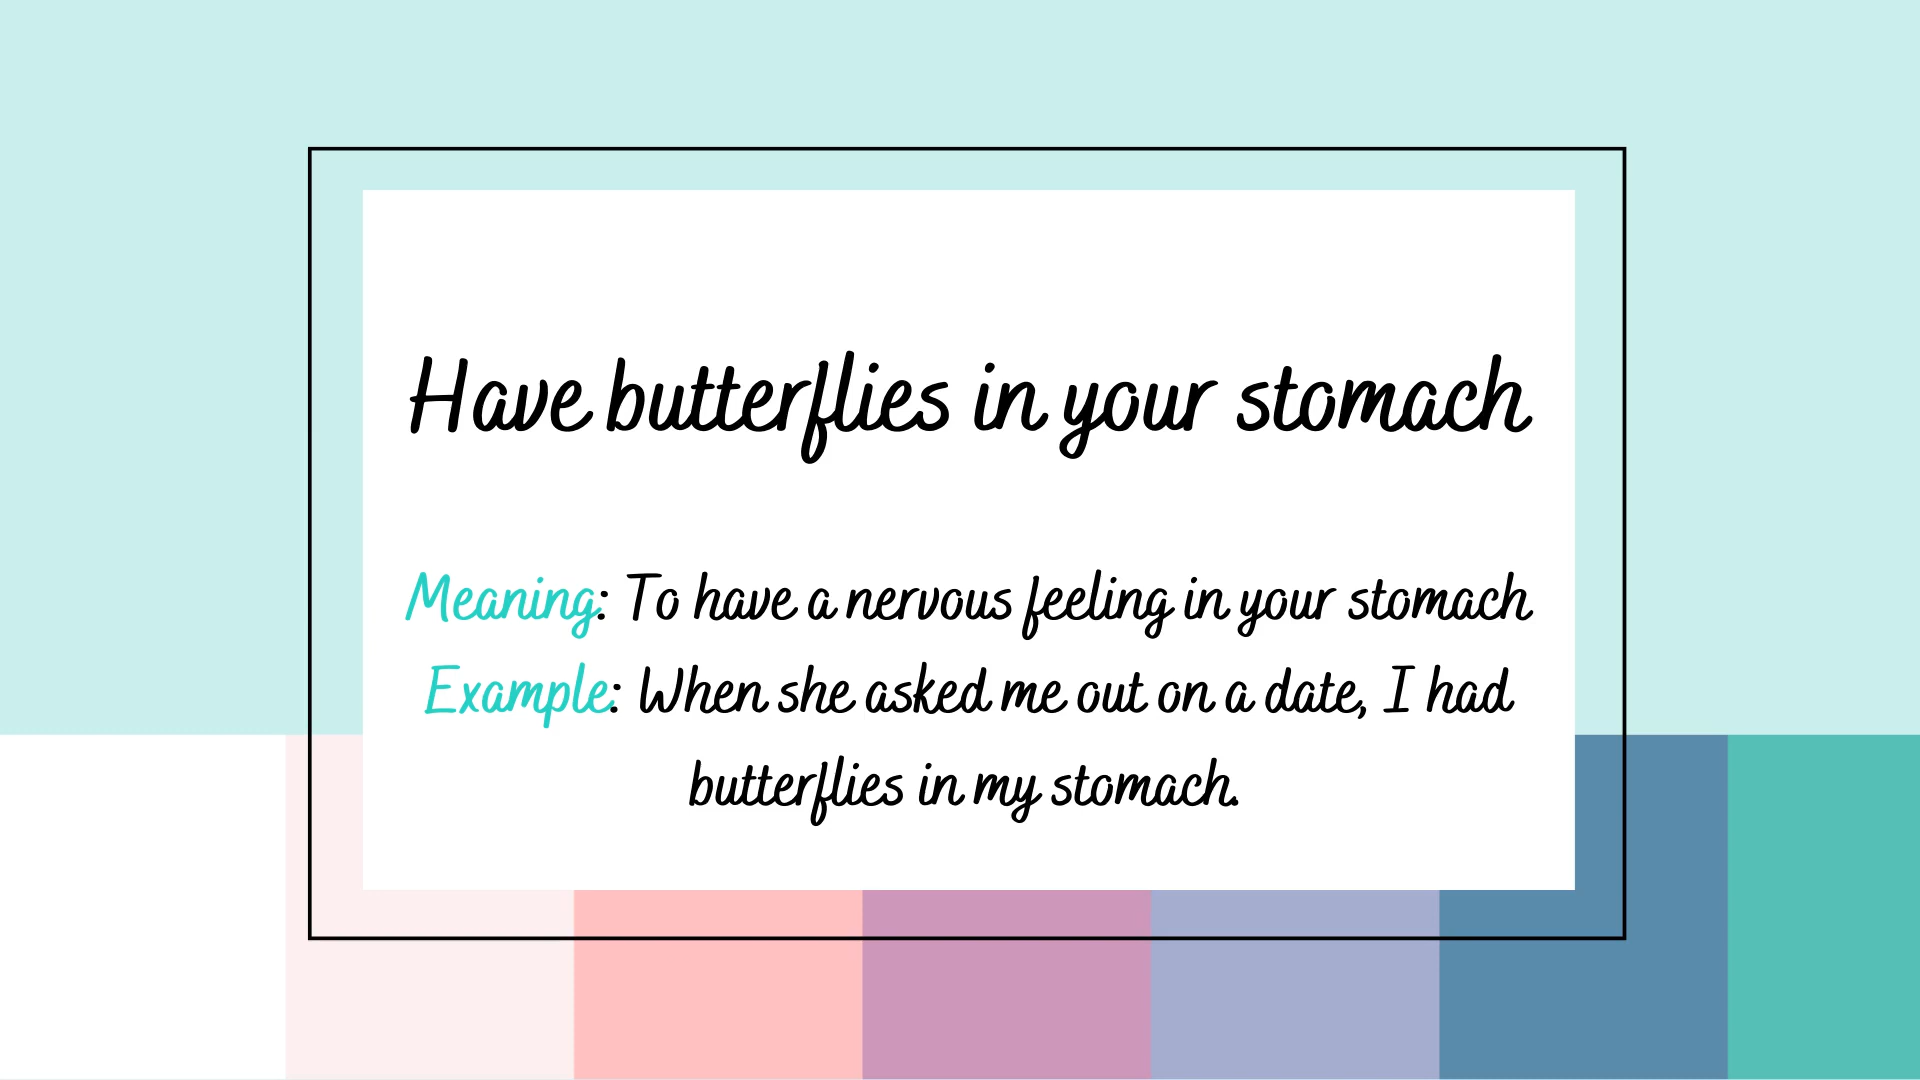 Have butterflies in your stomach
Meaning: To have a nervous feeling in your stomach
Example: When she asked me out on a date, I had
butterflies in my stomach.